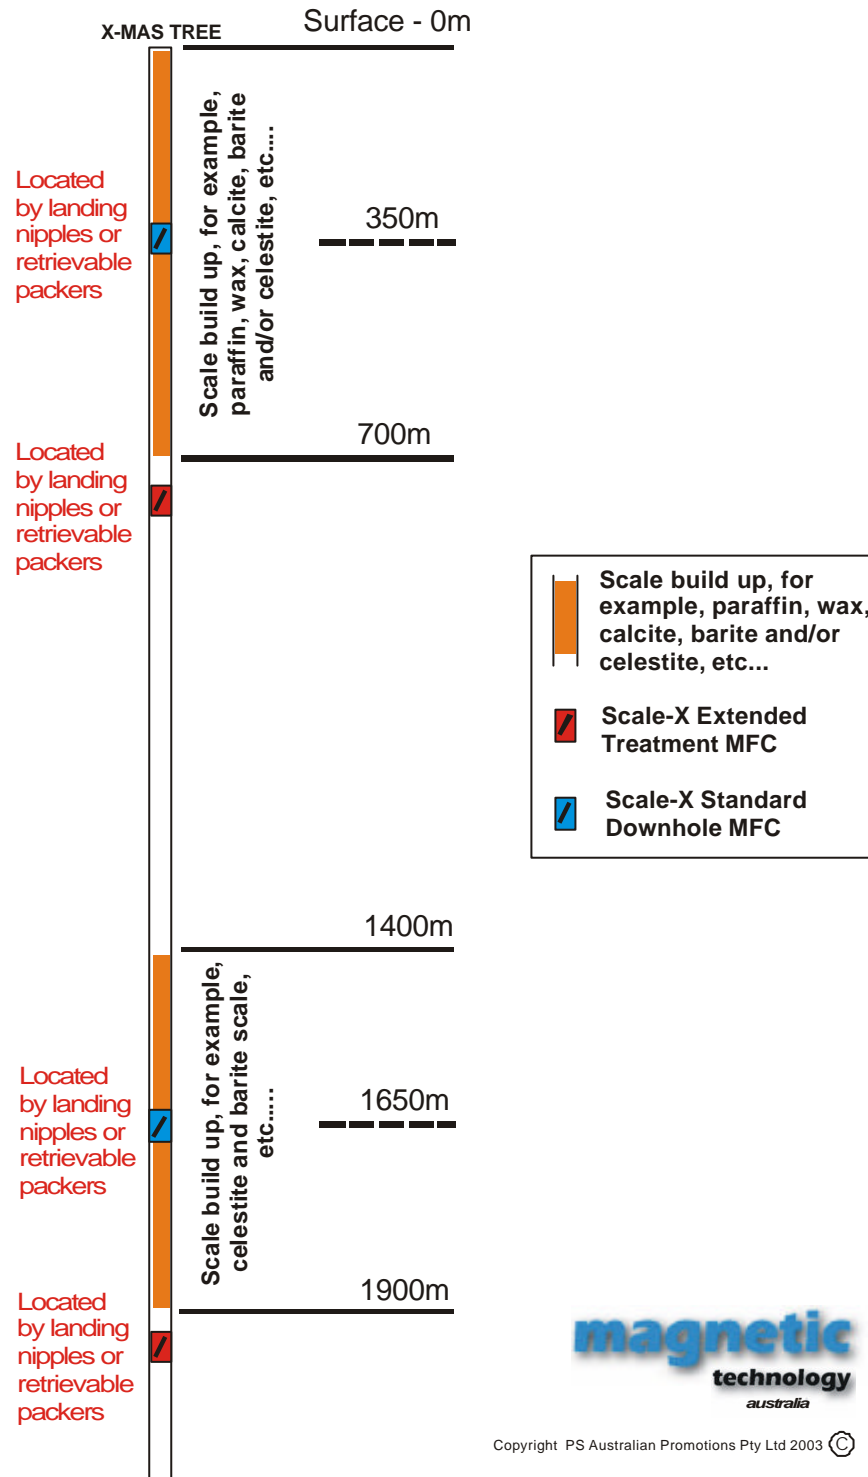 Surface - 0m
X-MAS TREE
Scale build up, for example,
paraffin, wax, calcite, barite
and/or celestite, etc....
Located
by landing
nipples or
retrievable
packers
350m
700m
Located
by landing
nipples or
retrievable
packers
Scale build up, for
example, paraffin, wax,
calcite, barite and/or
celestite, etc...
Scale-X Extended
Treatment MFC
Scale-X Standard
Downhole MFC
1400m
Scale build up, for example,
celestite and barite scale,
etc.....
Located
by landing
nipples or
retrievable
packers
1650m
1900m
Located
by landing
nipples or
retrievable
packers
magnetic
technology
australia
Copyright PS Australian Promotions Pty Ltd 2003 ©